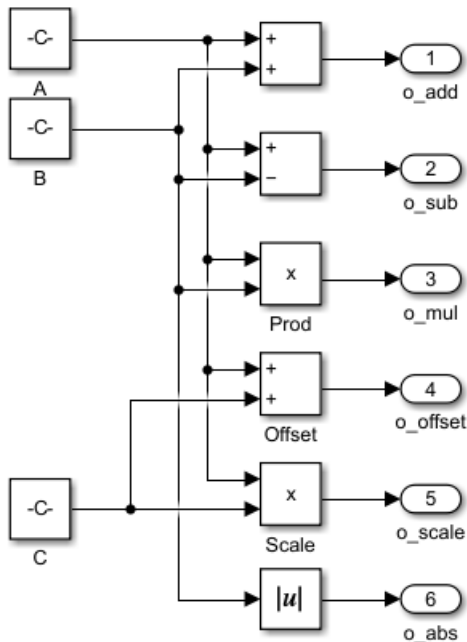 -C-
A
+
+
1
o_add
-C-
B
+
−
2
o_sub
x
Prod
3
o_mul
+
+
Offset
4
o_offset
-C-
C
x
Scale
5
o_scale
|u|
6
o_abs